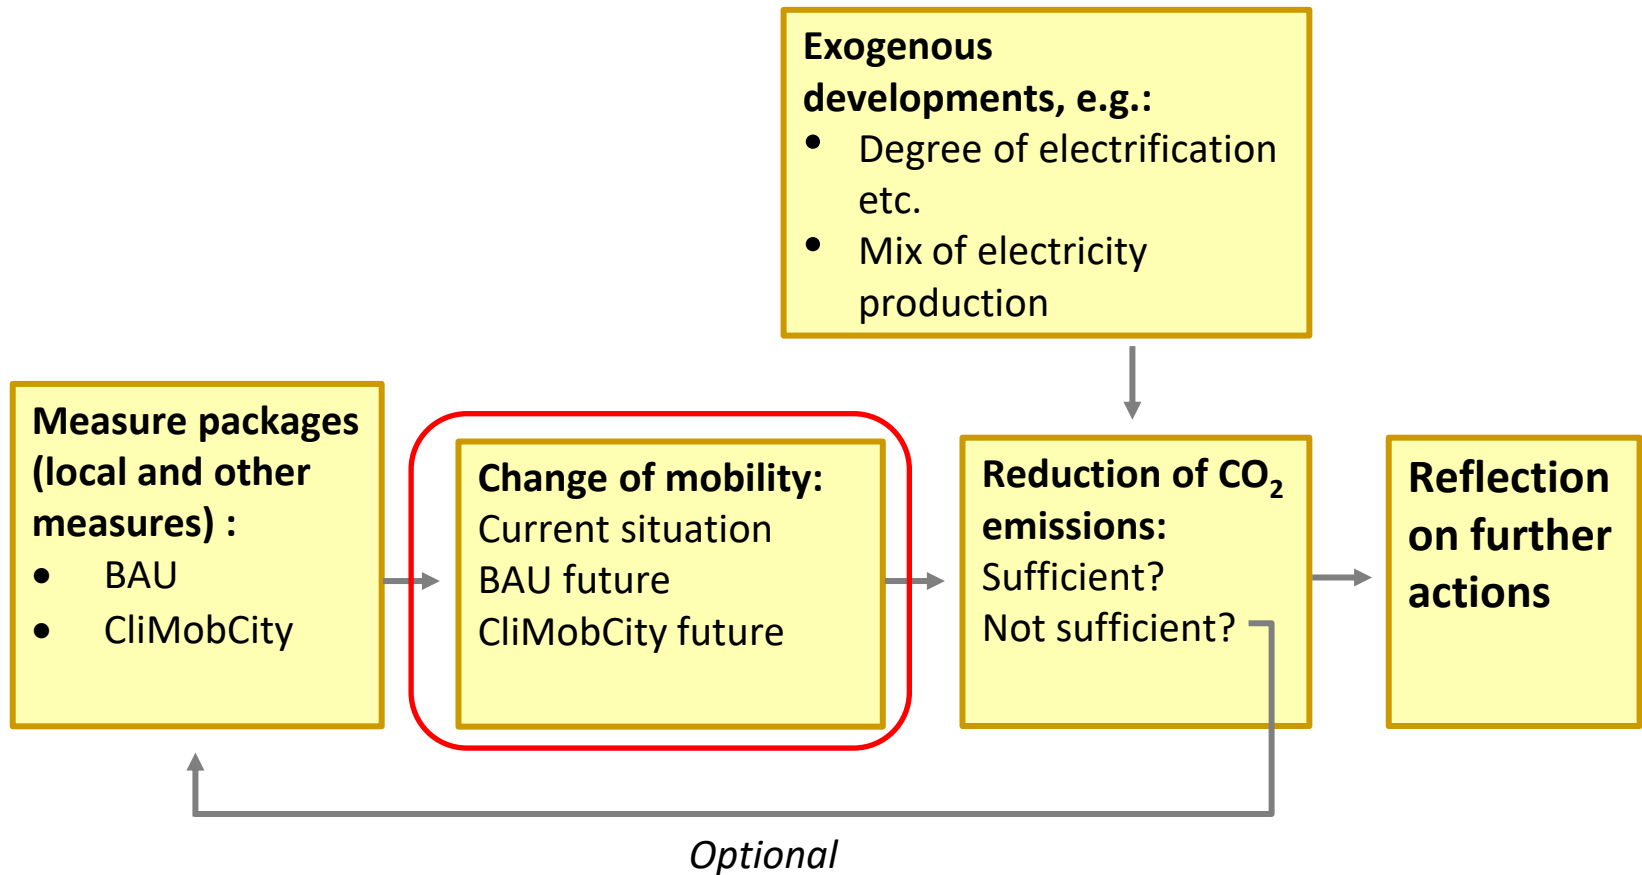 Exogenous
developments, e.g.:
• Degree of electrification
etc.
• Mix of electricity
production
Measure packages
(local and other
measures) :
• BAU
• CliMobCity
Change of mobility:
Current situation
BAU future
CliMobCity future
Reduction of CO₂
emissions:
Sufficient?
Not sufficient?
Reflection
on further
actions
Optional